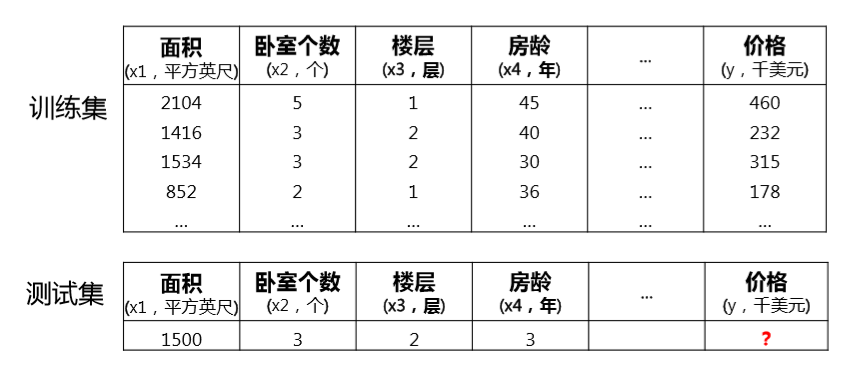 训练集
面积 卧室个数 楼层 房龄 ... 价格
(x1，平方英尺) (x2，个) (x3，层) (x4，年) (y，千美元)
2104 5 1 45 ... 460
1416 3 2 40 ... 232
1534 3 2 30 ... 315
852 2 1 36 ... 178
... ... ... ... ... ...
测试集
面积 卧室个数 楼层 房龄 ... 价格
(x1，平方英尺) (x2，个) (x3，层) (x4，年) (y，千美元)
1500 3 2 3 ?